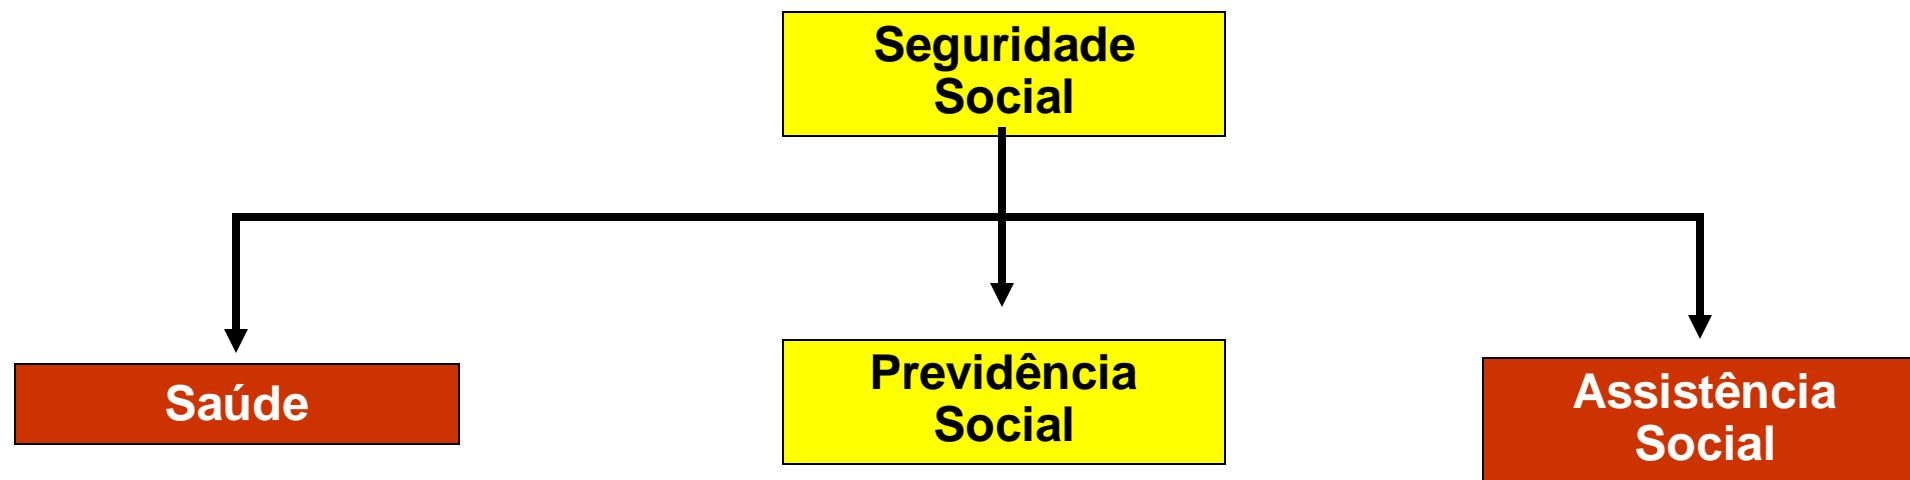 Seguridade
Social
Saúde
Previdência
Social
Assistência
Social